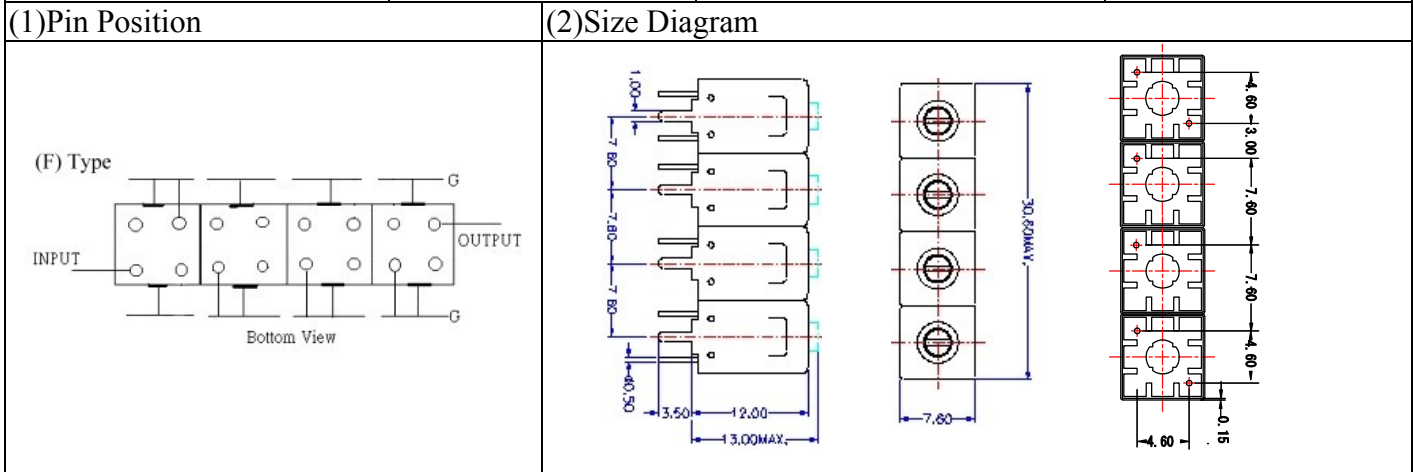 (1)Pin Position
(2)Size Diagram
(F) Type
G
INPUT
OUTPUT
G
Bottom View
1.00
7.80
7.80
7.80
Φ0.50
3.50
12.00
13.00MAX.
30.60MAX.
7.60
4.60
3.00
7.60
7.60
4.60
0.15
4.60